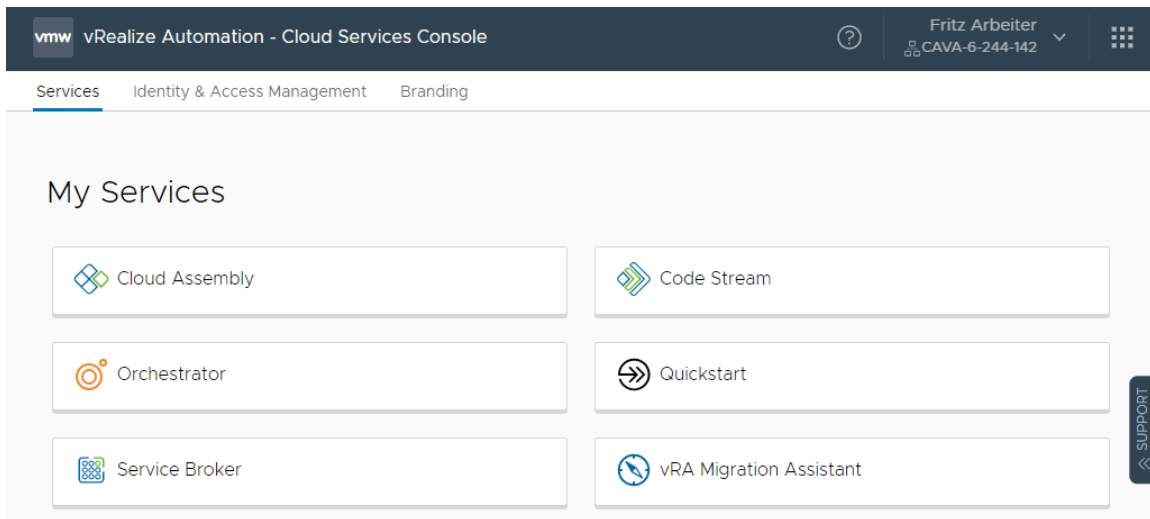 vmw vRealize Automation - Cloud Services Console
Fritz Arbeiter
CAVA-6-244-142
Services Identity & Access Management Branding
My Services
Cloud Assembly
Code Stream
Orchestrator
Quickstart
Service Broker
vRA Migration Assistant
SUPPORT